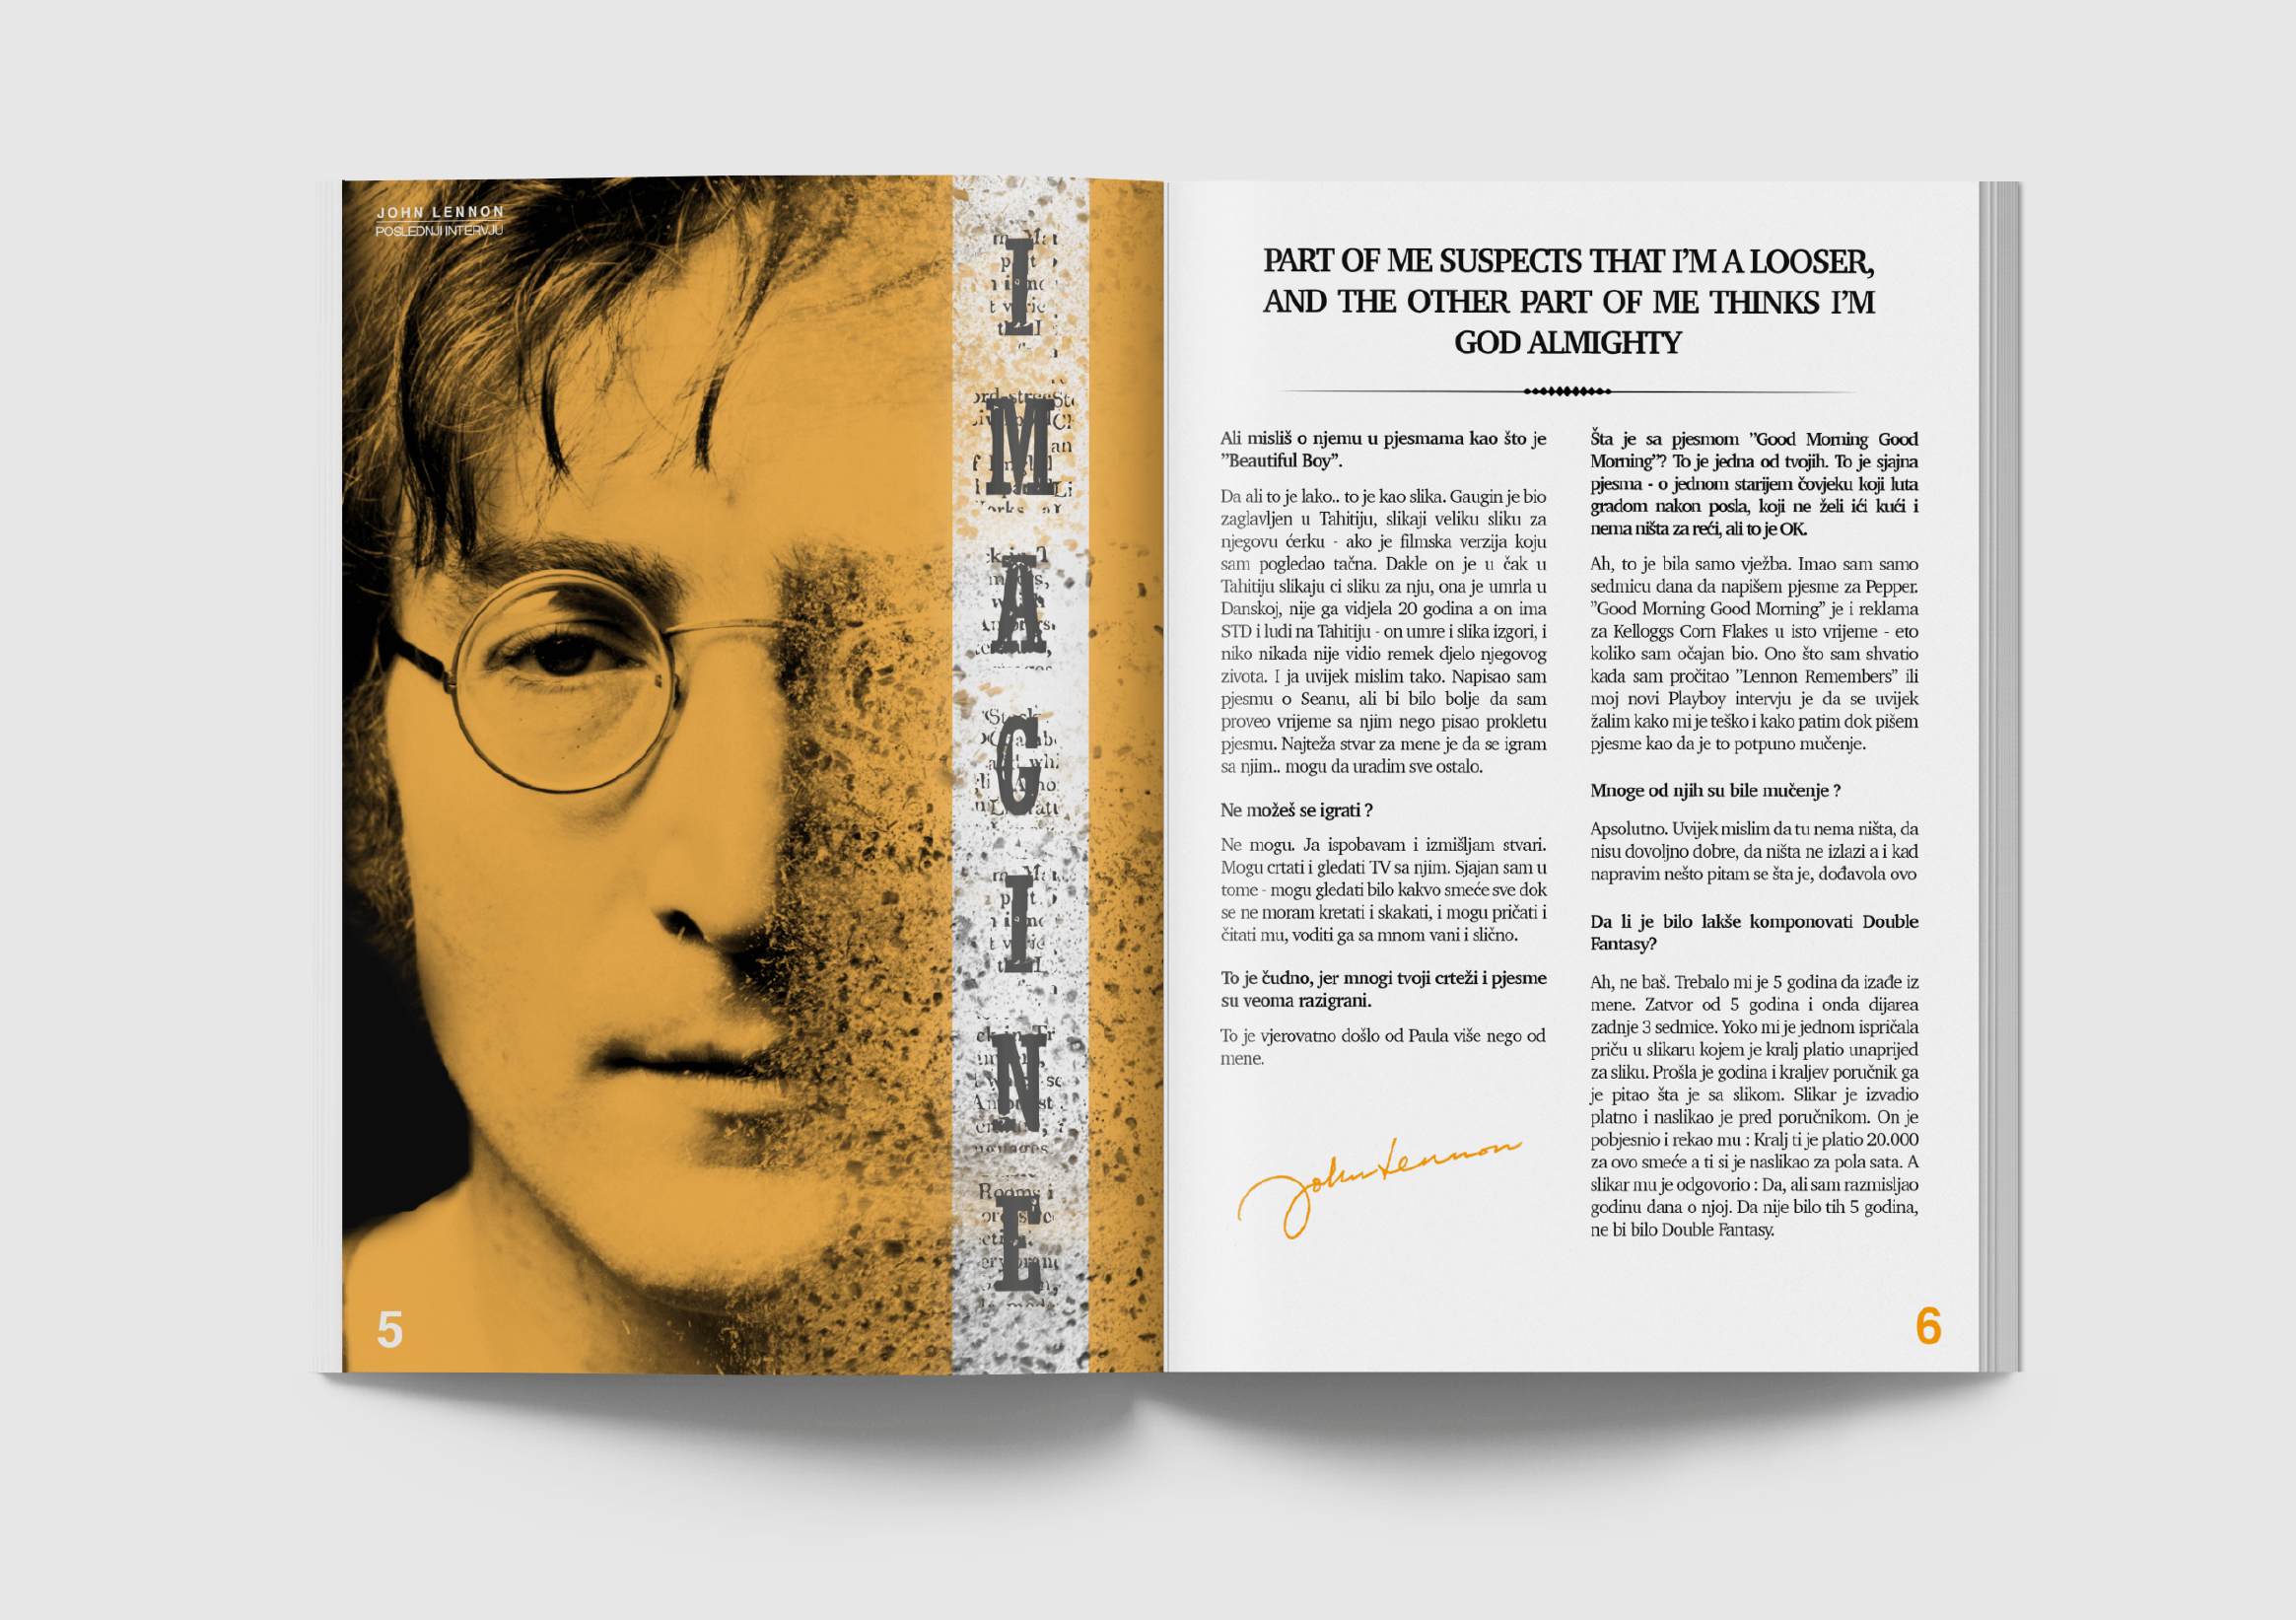 JOHN LENNON
POSLEDNJI INTERVJU
I
M
A
G
I
N
E
5
PART OF ME SUSPECTS THAT I'M A LOOSER,
AND THE OTHER PART OF ME THINKS I'M
GOD ALMIGHTY
Ali misliš o njemu u pjesmama kao što je
”Beautiful Boy”.
Da ali to je lako.. to je kao slika. Gaugin je bio
zaglavljen u Tahitiju, slikaji veliku sliku za
njegovu ćerku - ako je filmska verzija koju
sam pogledao tačna. Dakle on je u čak u
Tahitiju slikaju ci sliku za nju, ona je umrla u
Danskoj, nije ga vidjela 20 godina a on ima
STD i ludi na Tahitiju - on umre i slika izgori, i
niko nikada nije vidio remek djelo njegovog
zivota. I ja uvijek mislim tako. Napisao sam
pjesmu o Seanu, ali bi bilo bolje da sam
proveo vrijeme sa njim nego pisao prokletu
pjesmu. Najteža stvar za mene je da se igram
sa njim.. mogu da uradim sve ostalo.
Ne možeš se igrati ?
Ne mogu. Ja ispobavam i izmišljam stvari.
Mogu crtati i gledati TV sa njim. Sjajan sam u
tome - mogu gledati bilo kakvo smeće sve dok
se ne moram kretati i skakati, i mogu pričati i
čitati mu, voditi ga sa mnom vani i slično.
To je čudno, jer mnogi tvoji crteži i pjesme
su veoma razigrani.
To je vjerovatno došlo od Paula više nego od
mene.
John Lennon
Šta je sa pjesmom ”Good Morning Good
Morning”? To je jedna od tvojih. To je sjajna
pjesma - o jednom starijem čovjeku koji luta
gradom nakon posla, koji ne želi ići kući i
nema ništa za reći, ali to je OK.
Ah, to je bila samo vježba. Imao sam samo
sedmicu dana da napišem pjesme za Pepper.
”Good Morning Good Morning” je i reklama
za Kelloggs Corn Flakes u isto vrijeme - eto
koliko sam očajan bio. Ono što sam shvatio
kada sam pročitao ”Lennon Remembers” ili
moj novi Playboy intervju je da se uvijek
žalim kako mi je teško i kako patim dok pišem
pjesme kao da je to potpuno mučenje.
Mnoge od njih su bile mučenje ?
Apsolutno. Uvijek mislim da tu nema ništa, da
nisu dovoljno dobre, da ništa ne izlazi a i kad
napravim nešto pitam se šta je, dođavola ovo
Da li je bilo lakše komponovati Double
Fantasy?
Ah, ne baš. Trebalo mi je 5 godina da izađe iz
mene. Zatvor od 5 godina i onda dijarea
zadnje 3 sedmice. Yoko mi je jednom ispričala
priču u slikaru kojem je kralj platio unaprijed
za sliku. Prošla je godina i kraljev poručnik ga
je pitao šta je sa slikom. Slikar je izvadio
platno i naslikao je pred poručnikom. On je
pobjesnio i rekao mu : Kralj ti je platio 20.000
za ovo smeće a ti si je naslikao za pola sata. A
slikar mu je odgovorio : Da, ali sam razmisljao
godinu dana o njoj. Da nije bilo tih 5 godina,
ne bi bilo Double Fantasy.
6